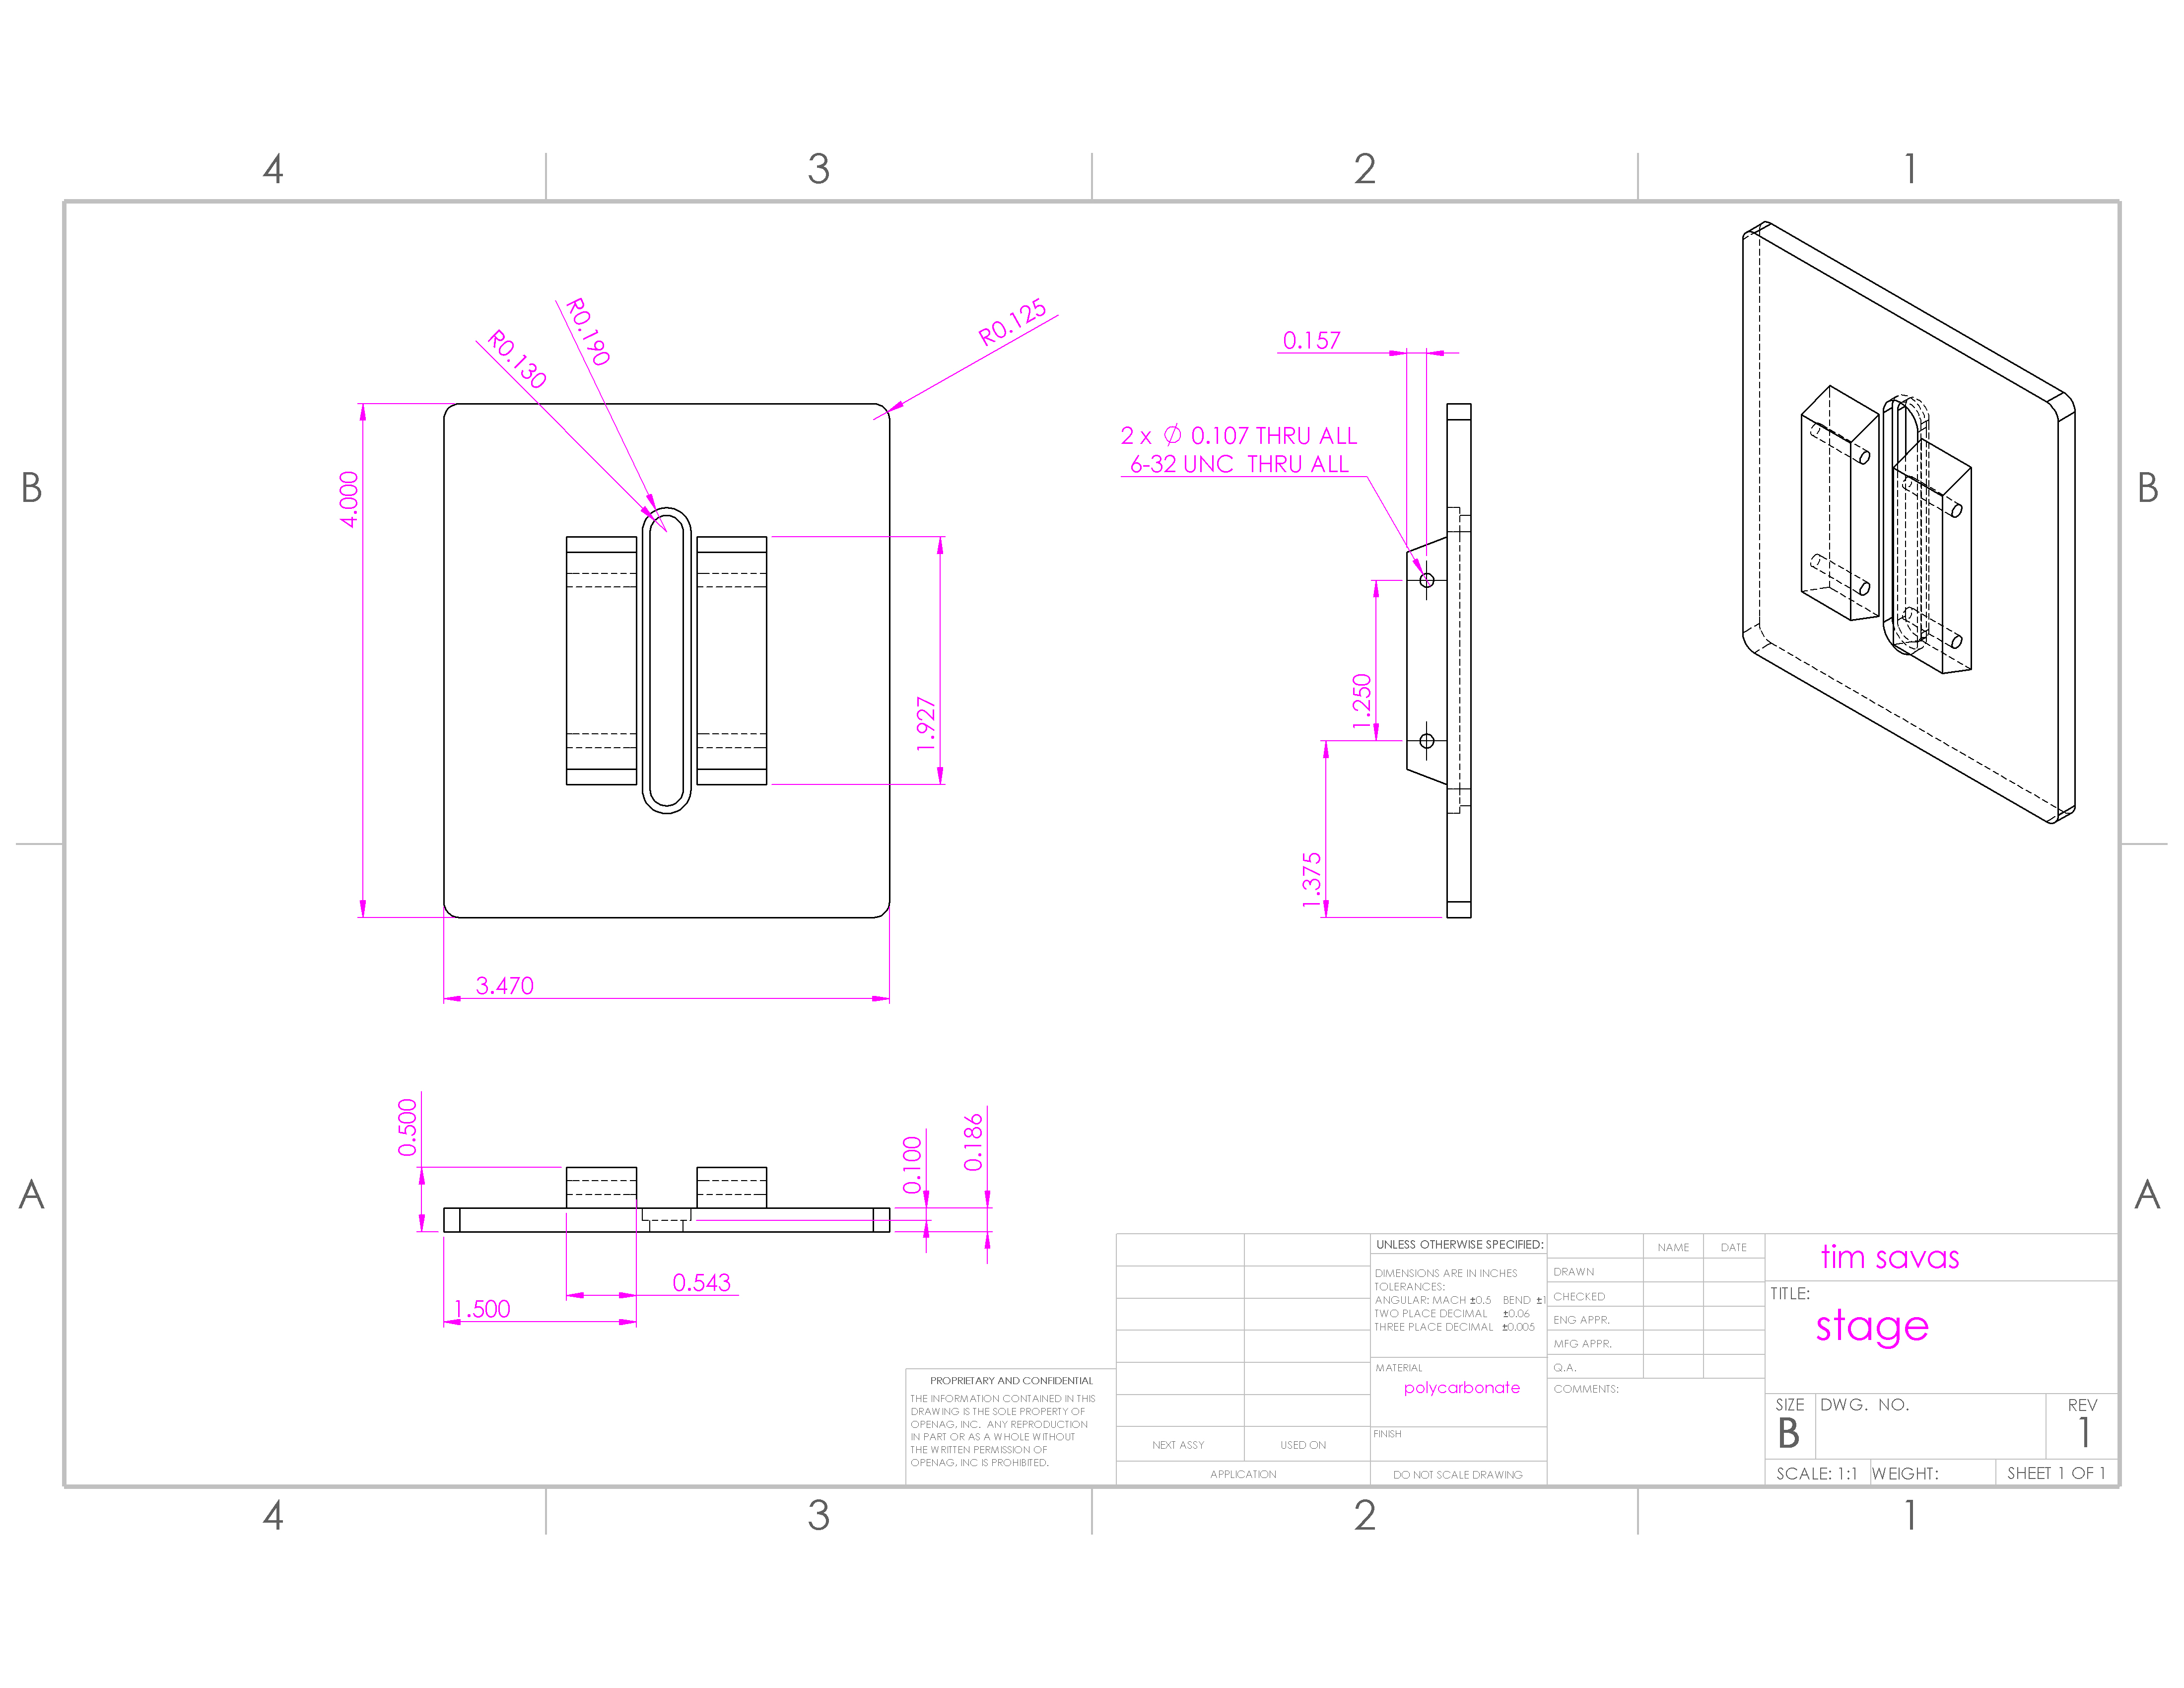 4 3 2 1
B B
R0.130
R0.190
R0.125
4.000
1.927
3.470
0.157
2 x Ø 0.107 THRU ALL
6-32 UNC THRU ALL
1.250
1.375
0.500
0.100
0.186
0.543
1.500
A A
PROPRIETARY AND CONFIDENTIAL
THE INFORMATION CONTAINED IN THIS
DRAWING IS THE SOLE PROPERTY OF
OPENAG, INC. ANY REPRODUCTION
IN PART OR AS A WHOLE WITHOUT
THE WRITTEN PERMISSION OF
OPENAG, INC IS PROHIBITED.
NEXT ASSY USED ON
APPLICATION
UNLESS OTHERWISE SPECIFIED:
DIMENSIONS ARE IN INCHES
TOLERANCES:
ANGULAR: MACH ±0.5 BEND ±1
TWO PLACE DECIMAL ±0.06
THREE PLACE DECIMAL ±0.005
MATERIAL
polycarbonate
FINISH
DO NOT SCALE DRAWING
NAME DATE
DRAWN
CHECKED
ENG APPR.
MFG APPR.
Q.A.
COMMENTS:
tim savas
TITLE:
stage
SIZE DWG. NO. REV
B 1
SCALE: 1:1 WEIGHT: SHEET 1 OF 1
4 3 2 1